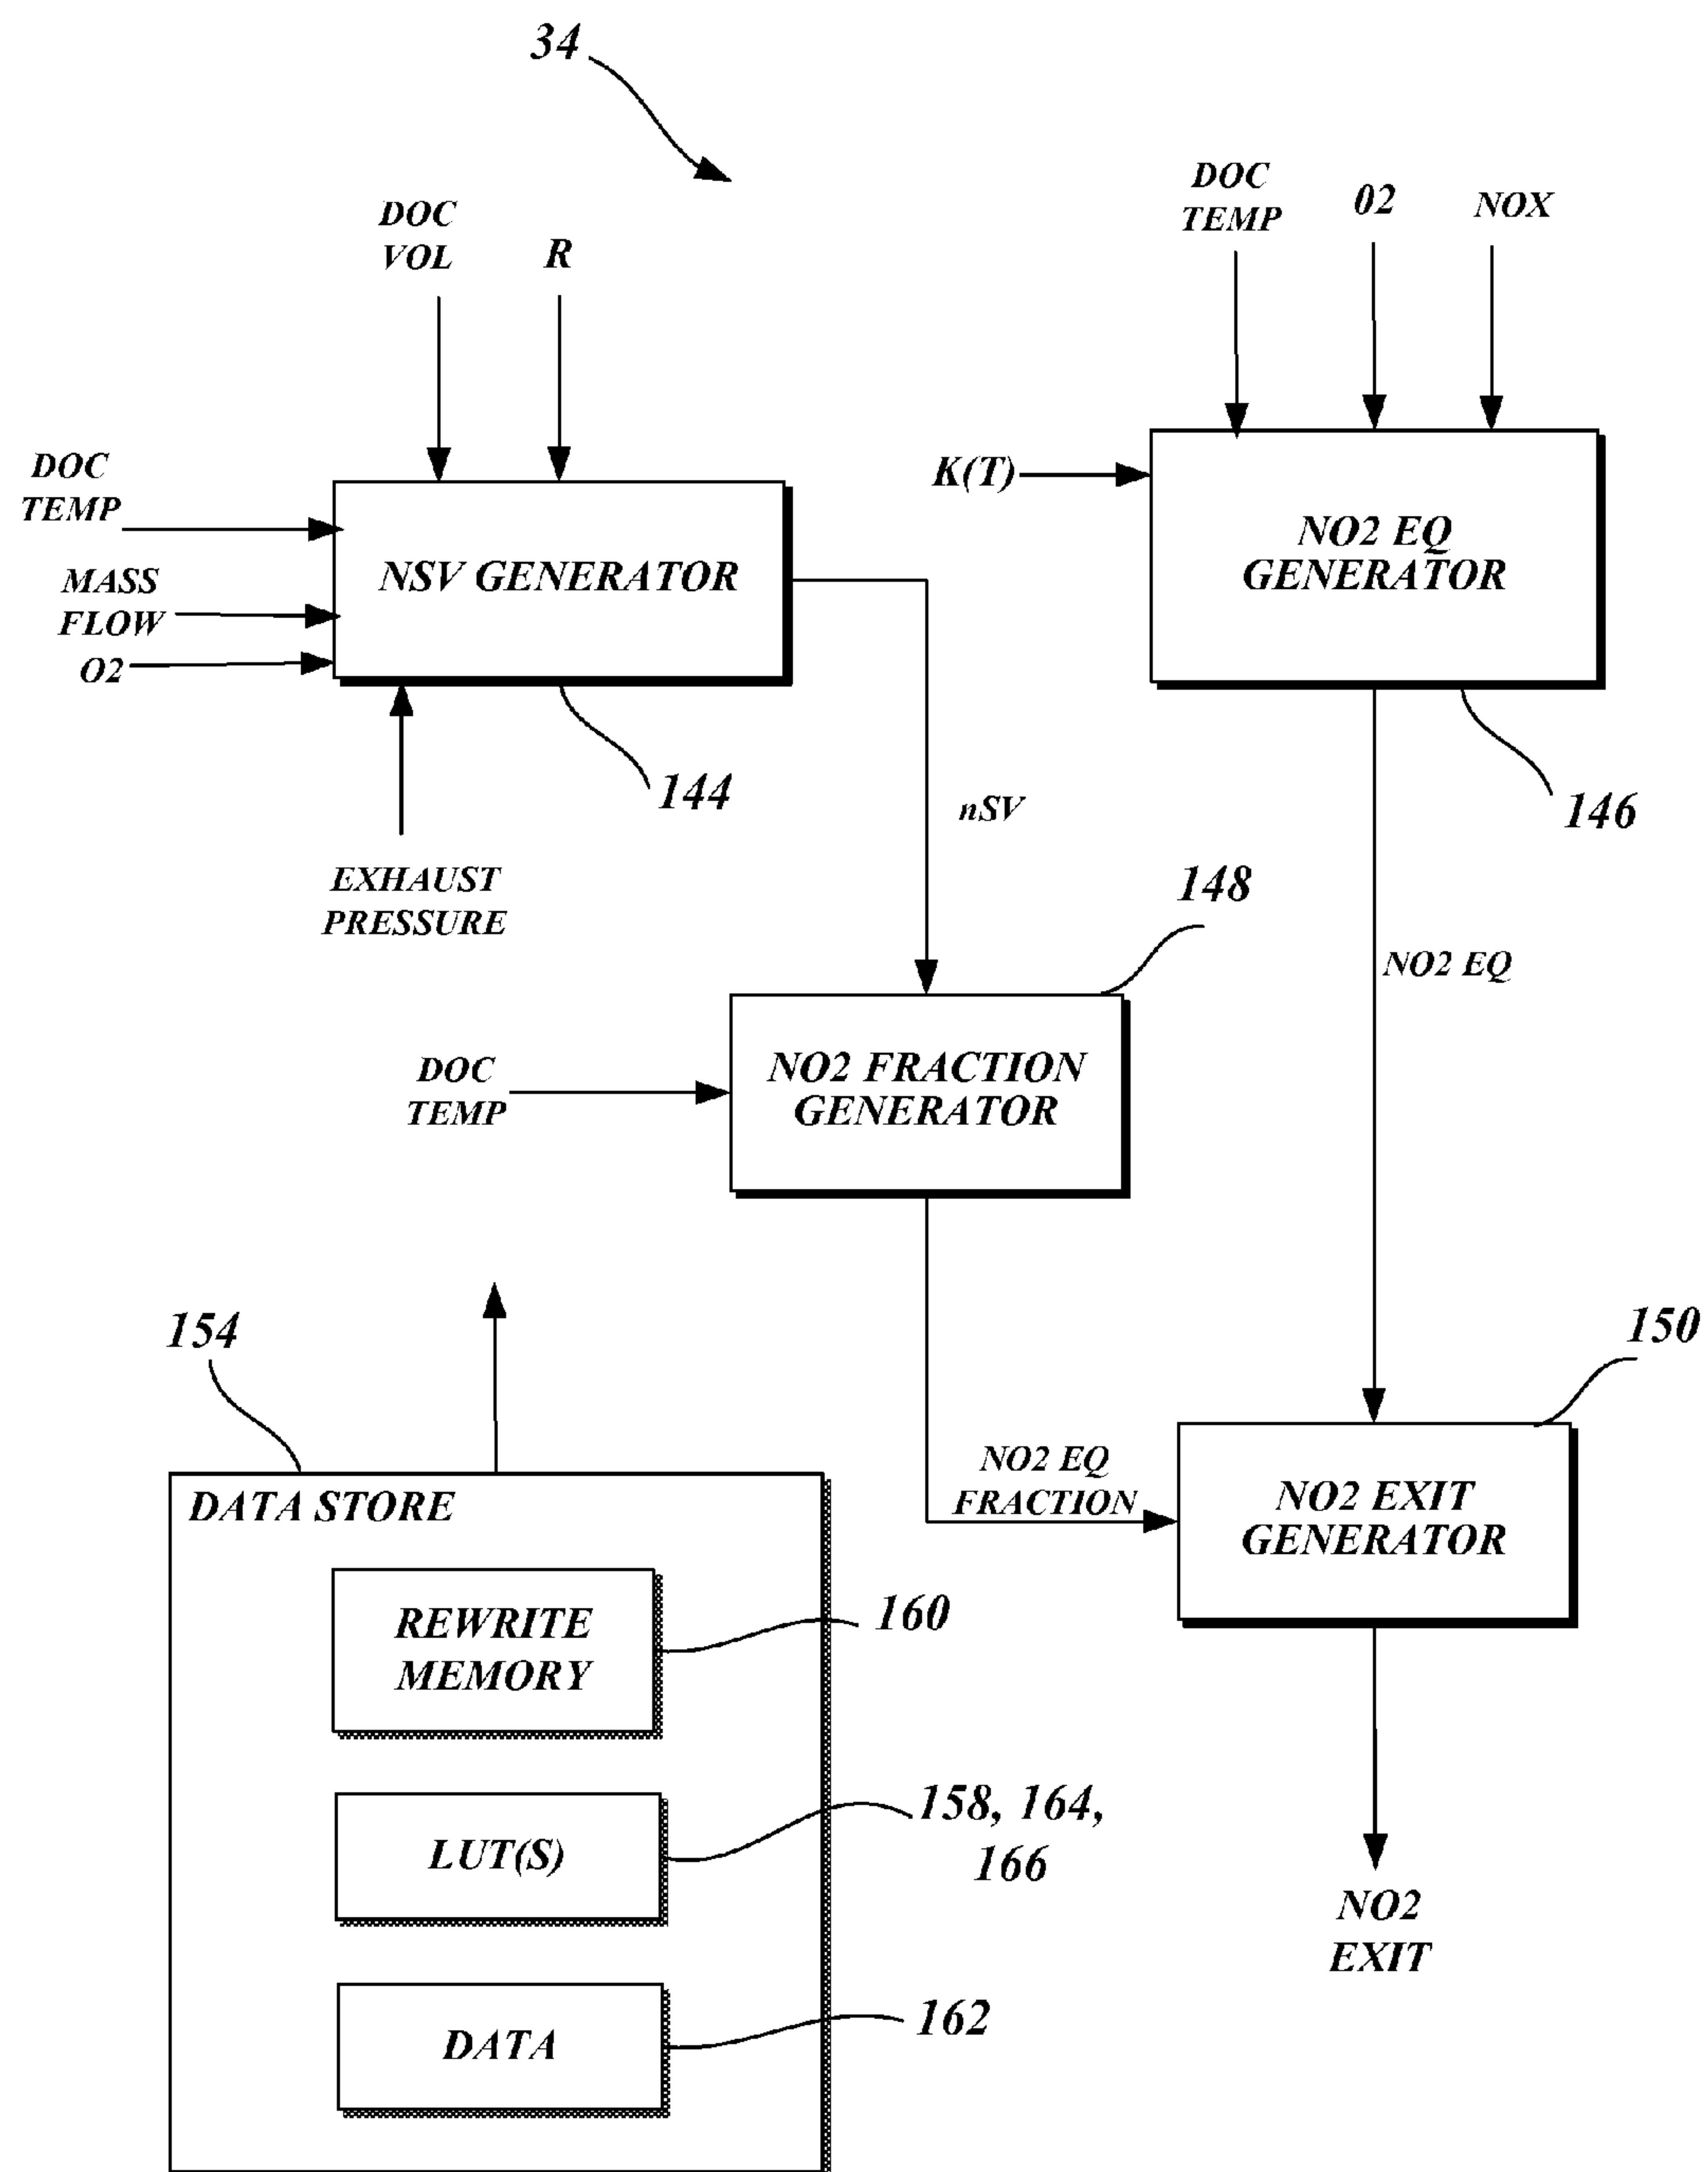 34
DOC
VOL
R
DOC
TEMP
02
NOX
DOC
TEMP
MASS
FLOW
O2
NSV GENERATOR
K(T)
NO2 EQ
GENERATOR
144
146
EXHAUST
PRESSURE
nSV
148
NO2 EQ
DOC
TEMP
NO2 FRACTION
GENERATOR
154
150
DATA STORE
NO2 EQ
FRACTION
NO2 EXIT
GENERATOR
REWRITE
MEMORY
160
LUT(S)
158, 164,
166
NO2
EXIT
DATA
162